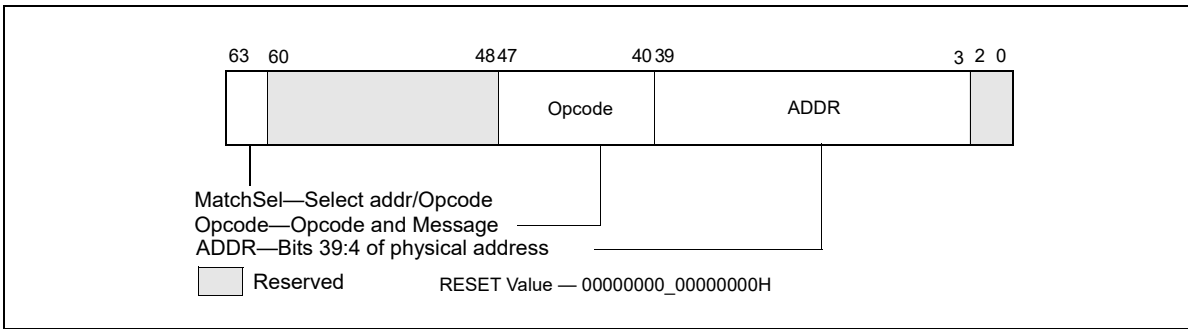 63 60 48 47 40 39 3 2 0
Opcode ADDR
MatchSel—Select addr/Opcode
Opcode—Opcode and Message
ADDR—Bits 39:4 of physical address
Reserved RESET Value — 00000000_00000000H